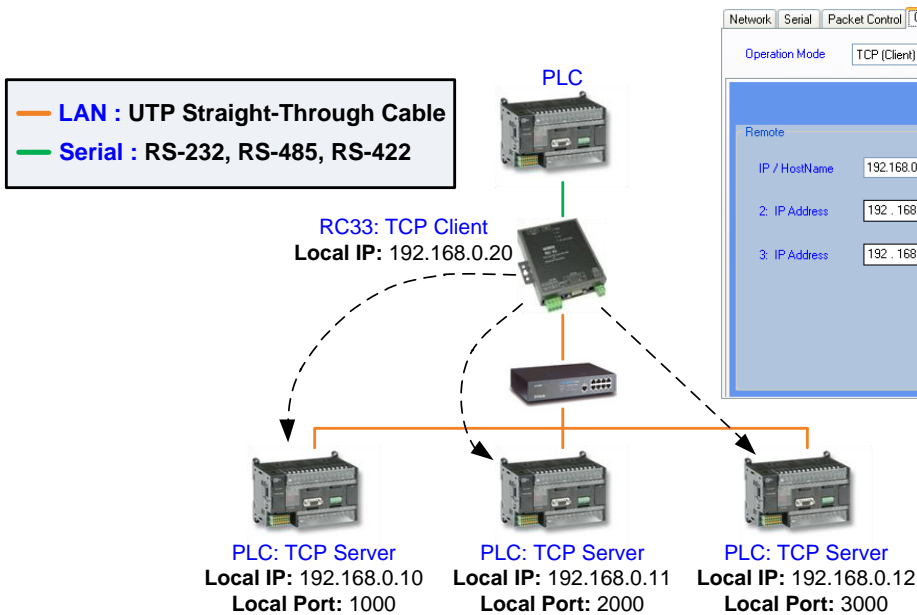 LAN : UTP Straight-Through Cable
Serial : RS-232, RS-485, RS-422
PLC
RC33: TCP Client
Local IP: 192.168.0.20
PLC: TCP Server
Local IP: 192.168.0.10
Local Port: 1000
PLC: TCP Server
Local IP: 192.168.0.11
Local Port: 2000
PLC: TCP Server
Local IP: 192.168.0.12
Local Port: 3000
Network Serial Packet Control
Operation Mode TCP (Client)
Remote
IP / HostName 192.168.0
2: IP Address 192 . 168
3: IP Address 192 . 168